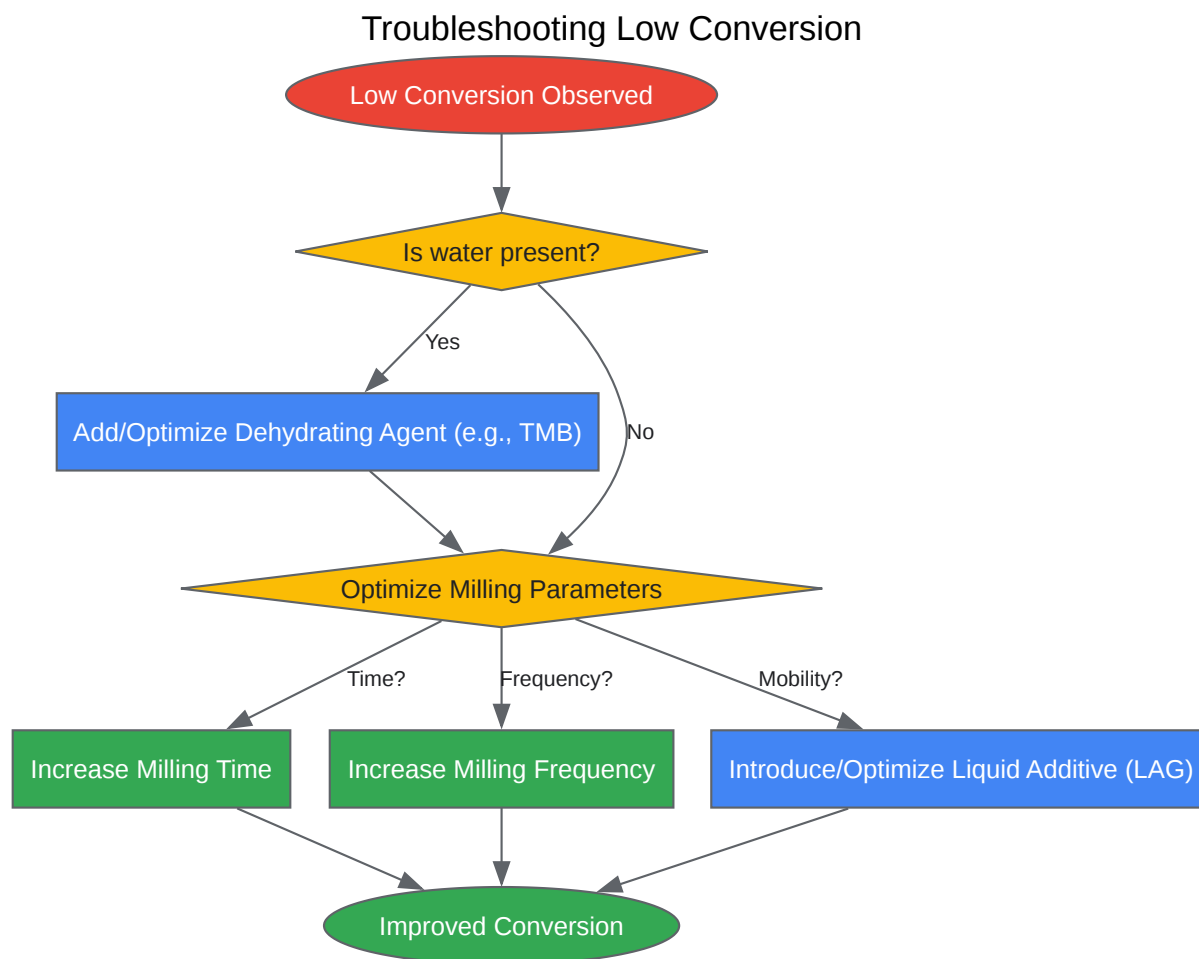 Troubleshooting Low Conversion
Low Conversion Observed
Is water present?
Yes
Add/Optimize Dehydrating Agent (e.g., TMB)
No
Optimize Milling Parameters
Time?
Frequency?
Mobility?
Increase Milling Time
Increase Milling Frequency
Introduce/Optimize Liquid Additive (LAG)
Improved Conversion